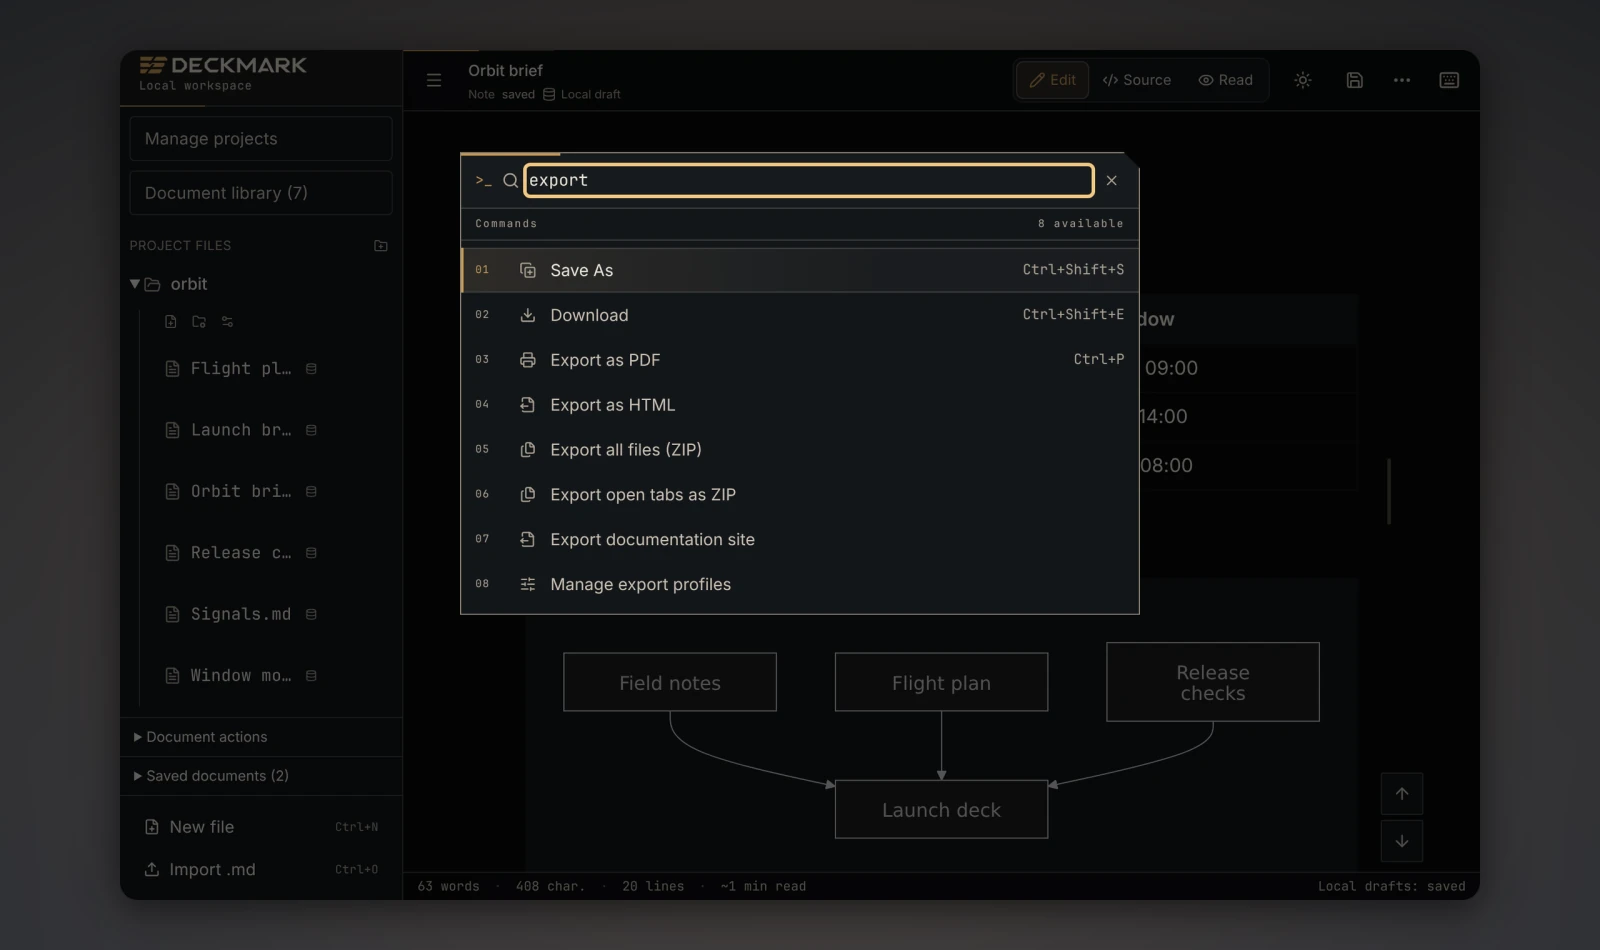 DECKMARK
Local workspace
Manage projects
Document library (7)
PROJECT FILES
orbit
Flight pl…
Launch br…
Orbit bri…
Release c…
Signals.md
Window mo…
Document actions
Saved documents (2)
New file Ctrl+N
Import .md Ctrl+O
Orbit brief
Note saved Local draft
Edit Source Read
>_ export
Commands 8 available
01 Save As Ctrl+Shift+S
02 Download Ctrl+Shift+E
03 Export as PDF Ctrl+P
04 Export as HTML
05 Export all files (ZIP)
06 Export open tabs as ZIP
07 Export documentation site
08 Manage export profiles
dow
09:00
14:00
08:00
Field notes
Flight plan
Release
checks
Launch deck
63 words · 408 char. · 20 lines · ~1 min read
Local drafts: saved